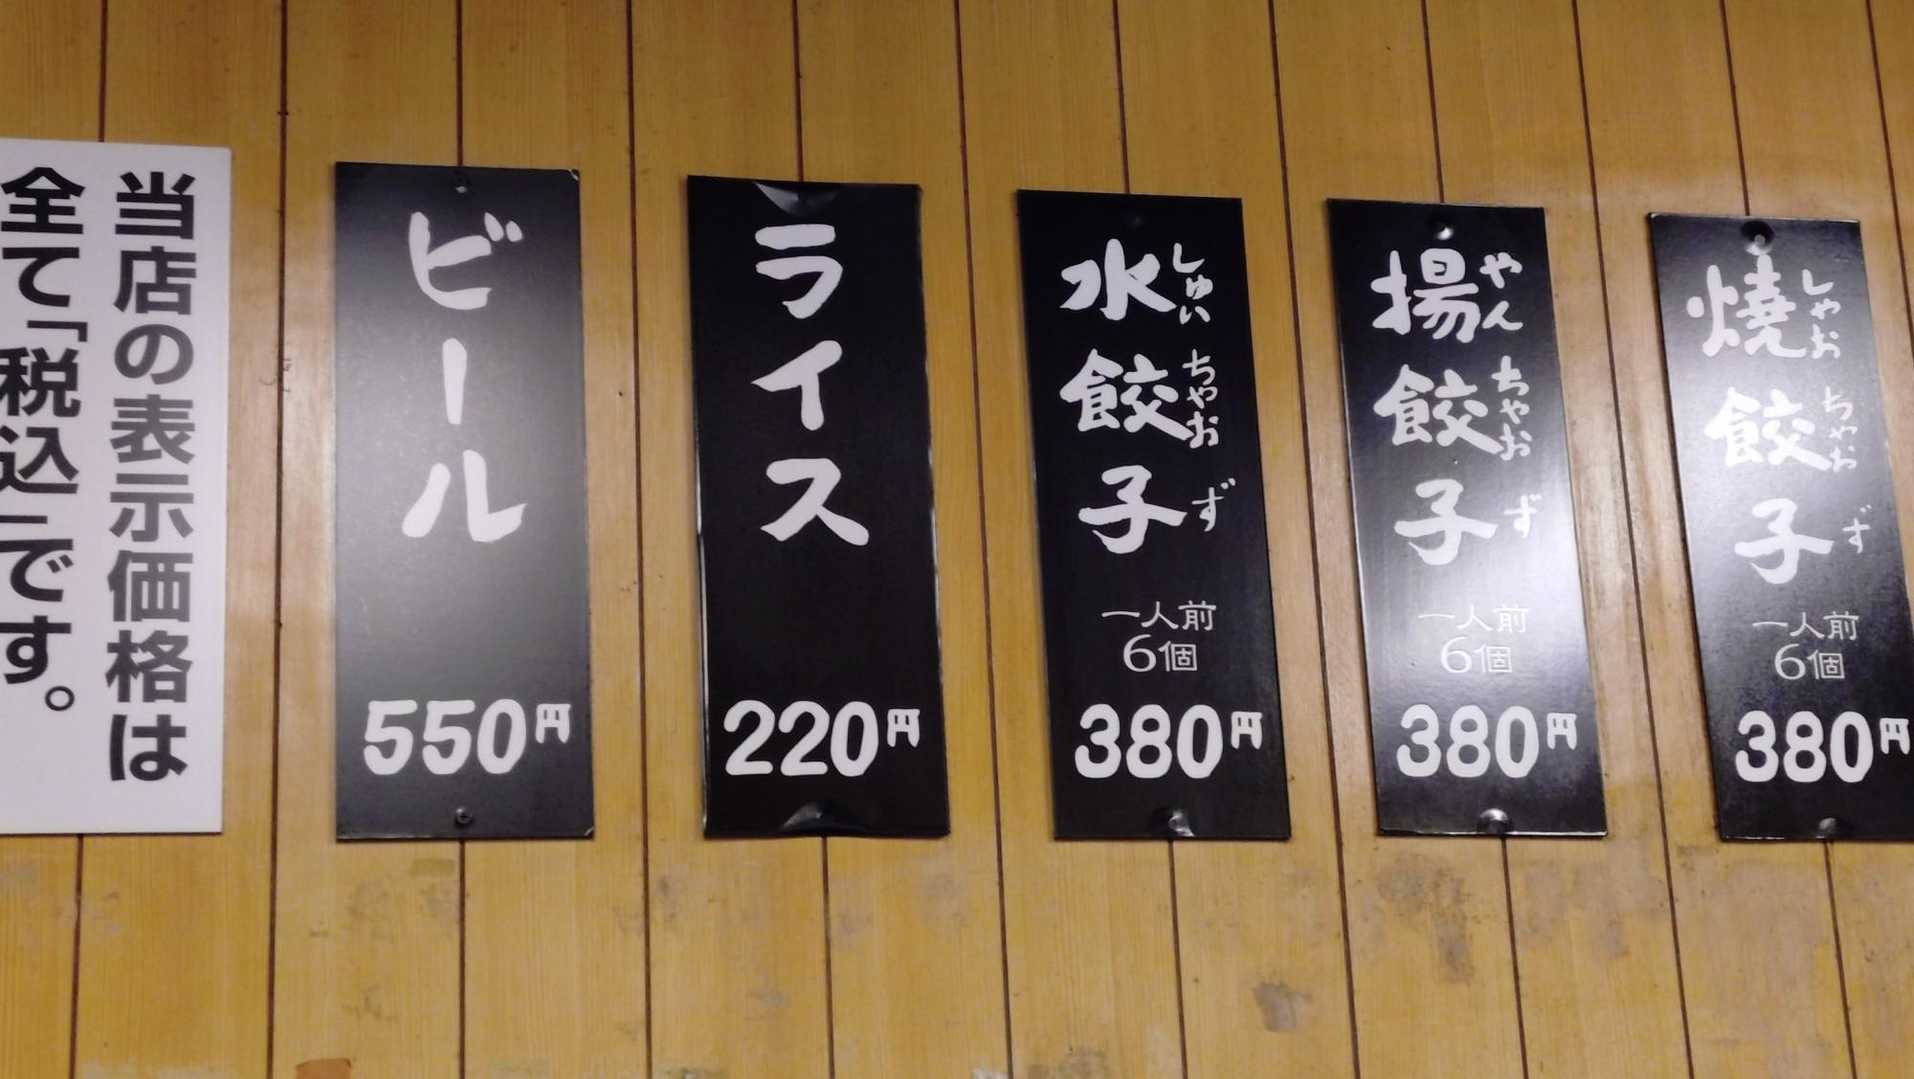 焼餃子
しゃおちゃおず
一人前
6個
380円
揚餃子
やんちゃおず
一人前
6個
380円
水餃子
しゅいちゃおず
一人前
6個
380円
ライス
220円
ビール
550円
当店の表示価格は
全て「税込」です。